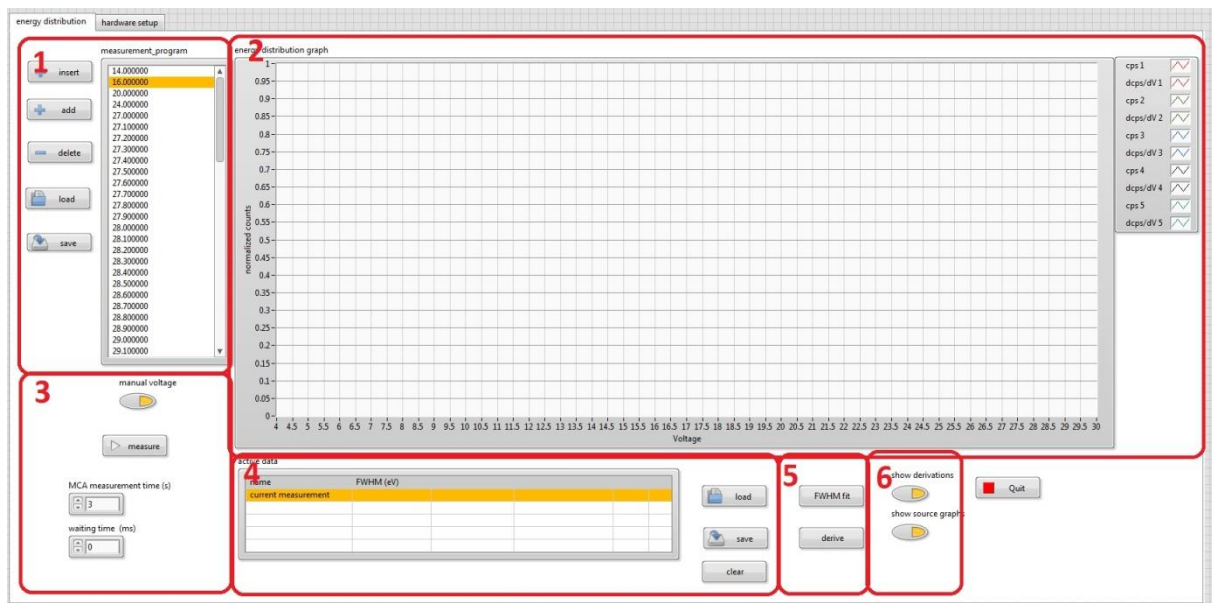 energy distribution
hardware setup
1
measurement_program
insert
add
delete
load
save
14.000000
16.000000
20.000000
24.000000
27.000000
27.100000
27.200000
27.300000
27.400000
27.500000
27.600000
27.700000
27.800000
27.900000
28.000000
28.100000
28.200000
28.300000
28.400000
28.500000
28.600000
28.700000
28.800000
28.900000
29.000000
29.100000
2
energy distribution graph
normalized counts
1
0.95
0.9
0.85
0.8
0.75
0.7
0.65
0.6
0.55
0.5
0.45
0.4
0.35
0.3
0.25
0.2
0.15
0.1
0.05
0
4 4.5 5 5.5 6 6.5 7 7.5 8 8.5 9 9.5 10 10.5 11 11.5 12 12.5 13 13.5 14 14.5 15 15.5 16 16.5 17 17.5 18 18.5 19 19.5 20 20.5 21 21.5 22 22.5 23 23.5 24 24.5 25 25.5 26 26.5 27 27.5 28 28.5 29 29.5 30
Voltage
cps 1
dcps/dV 1
cps 2
dcps/dV 2
cps 3
dcps/dV 3
cps 4
dcps/dV 4
cps 5
dcps/dV 5
3
manual voltage
measure
MCA measurement time (s)
3
waiting time (ms)
0
4
active data
name FWHM (eV)
current measurement
load
save
clear
5
FWHM fit
derive
6
show derivations
show source graphs
Quit